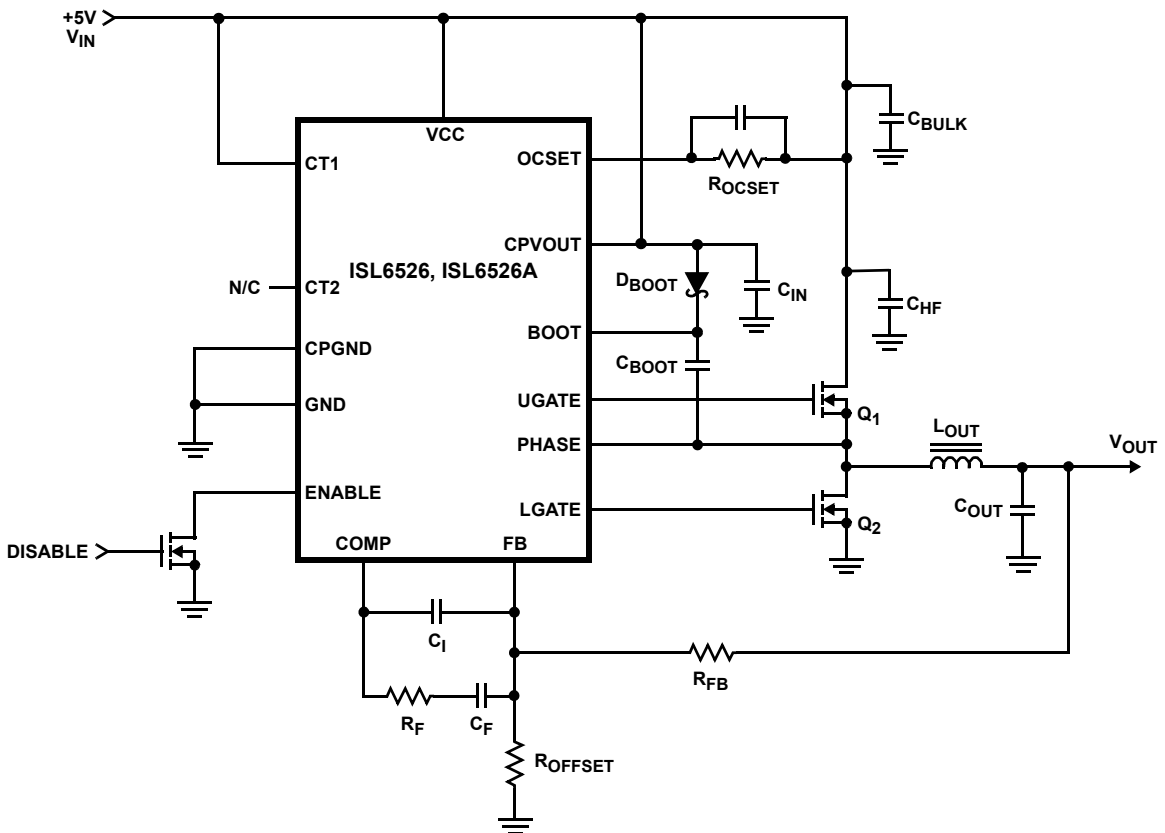 +5V
VIN
VCC
CT1
OCSET
CBULK
ROCSET
CPVOUT
ISL6526, ISL6526A
N/C
CT2
DBOOT
CIN
CHF
BOOT
CPGND
CBOOT
GND
UGATE
Q1
PHASE
LOUT
VOUT
ENABLE
LGATE
Q2
COUT
DISABLE
COMP
FB
CI
RFB
RF
CF
ROFFSET